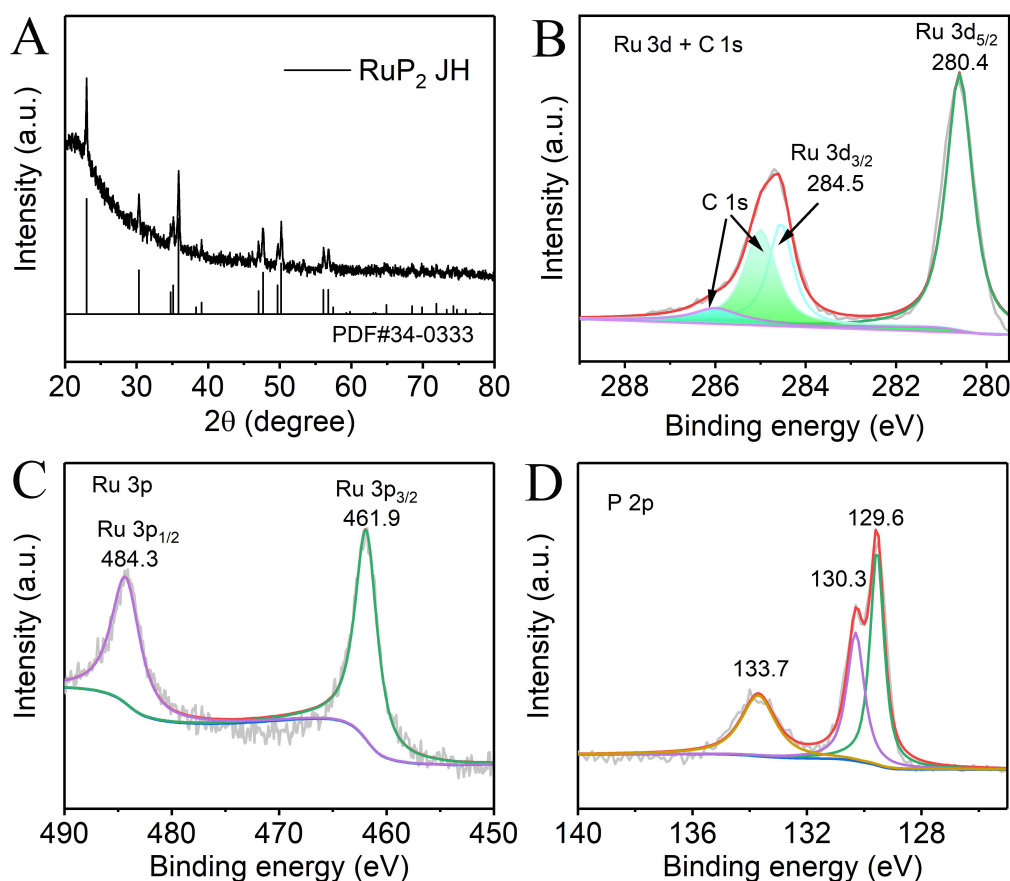 A
RuP₂ JH
PDF#34-0333
Intensity (a.u.)
20 30 40 50 60 70 80
2θ (degree)
B
Ru 3d + C 1s
Ru 3d₅/₂
280.4
Ru 3d₃/₂
284.5
C 1s
Intensity (a.u.)
288 286 284 282 280
Binding energy (eV)
C
Ru 3p
Ru 3p₃/₂
461.9
Ru 3p₁/₂
484.3
Intensity (a.u.)
490 480 470 460 450
Binding energy (eV)
D
P 2p
129.6
130.3
133.7
Intensity (a.u.)
140 136 132 128
Binding energy (eV)